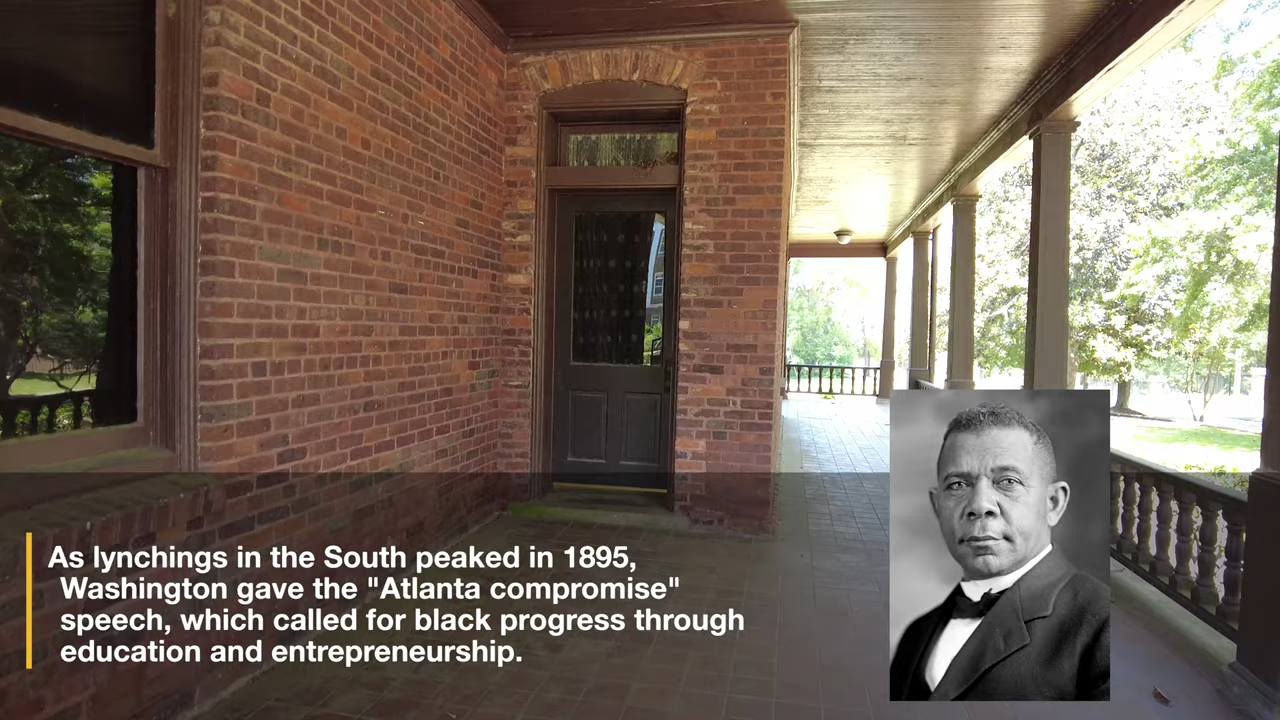 As lynchings in the South peaked in 1895,
Washington gave the "Atlanta compromise"
speech, which called for black progress through
education and entrepreneurship.